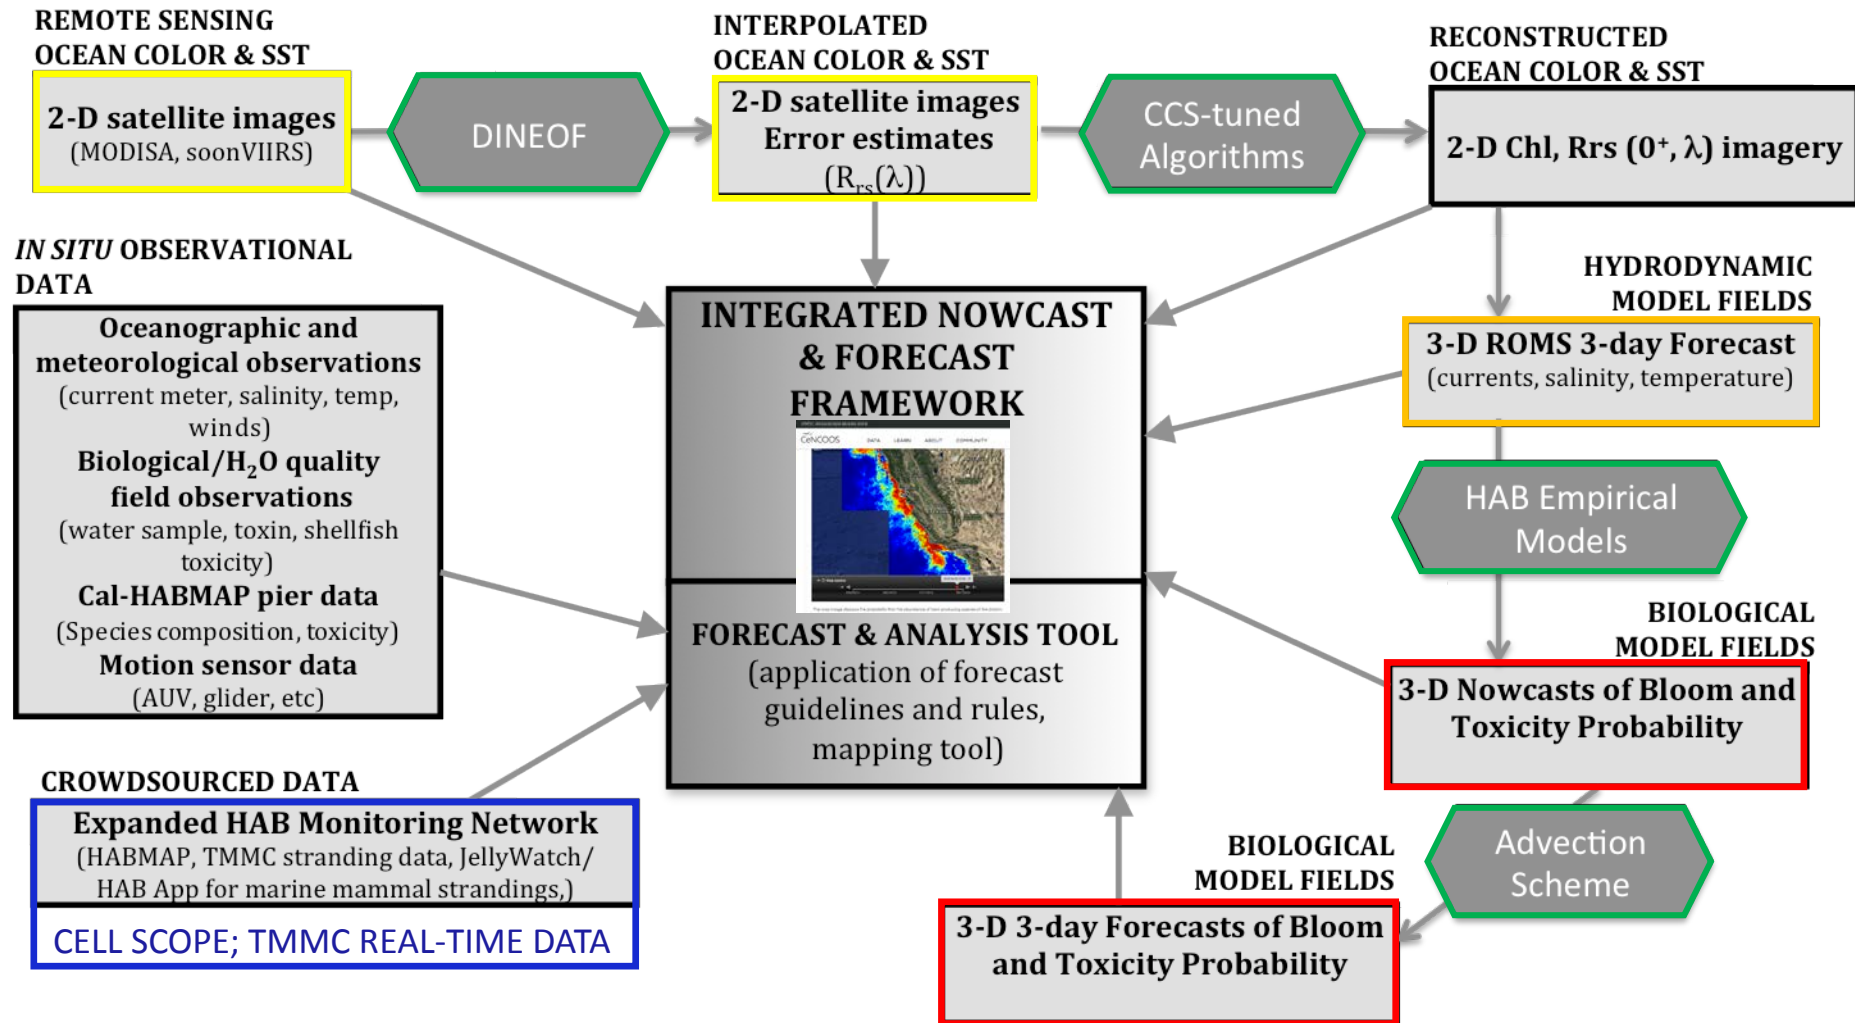 REMOTE SENSING
OCEAN COLOR & SST
2-D satellite images
(MODISA, soonVIIRS)
DINEOF
INTERPOLATED
OCEAN COLOR & SST
2-D satellite images
Error estimates
(Rrs(λ))
CCS-tuned
Algorithms
RECONSTRUCTED
OCEAN COLOR & SST
2-D Chl, Rrs (0⁺, λ) imagery
IN SITU OBSERVATIONAL
DATA
Oceanographic and
meteorological observations
(current meter, salinity, temp,
winds)
Biological/H₂O quality
field observations
(water sample, toxin, shellfish
toxicity)
Cal-HABMAP pier data
(Species composition, toxicity)
Motion sensor data
(AUV, glider, etc)
INTEGRATED NOWCAST
& FORECAST
FRAMEWORK
CeNCOOS
DATA LEARN ABOUT COMMUNITY
FORECAST & ANALYSIS TOOL
(application of forecast
guidelines and rules,
mapping tool)
HYDRODYNAMIC
MODEL FIELDS
3-D ROMS 3-day Forecast
(currents, salinity, temperature)
HAB Empirical
Models
BIOLOGICAL
MODEL FIELDS
3-D Nowcasts of Bloom and
Toxicity Probability
Advection
Scheme
BIOLOGICAL
MODEL FIELDS
3-D 3-day Forecasts of Bloom
and Toxicity Probability
CROWDSOURCED DATA
Expanded HAB Monitoring Network
(HABMAP, TMMC stranding data, JellyWatch/
HAB App for marine mammal strandings,)
CELL SCOPE; TMMC REAL-TIME DATA